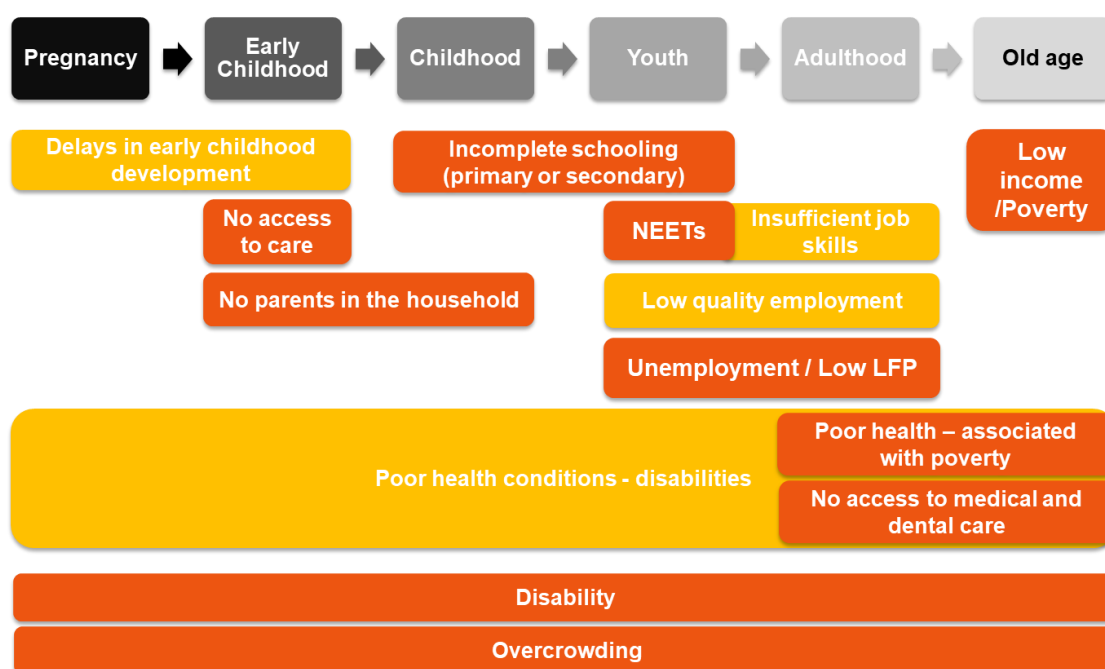 Pregnancy
Early
Childhood
Childhood
Youth
Adulthood
Old age
Delays in early childhood
development
Incomplete schooling
(primary or secondary)
Low
income
/Poverty
No access
to care
NEETs
Insufficient job
skills
No parents in the household
Low quality employment
Unemployment / Low LFP
Poor health conditions - disabilities
Poor health – associated
with poverty
No access to medical and
dental care
Disability
Overcrowding